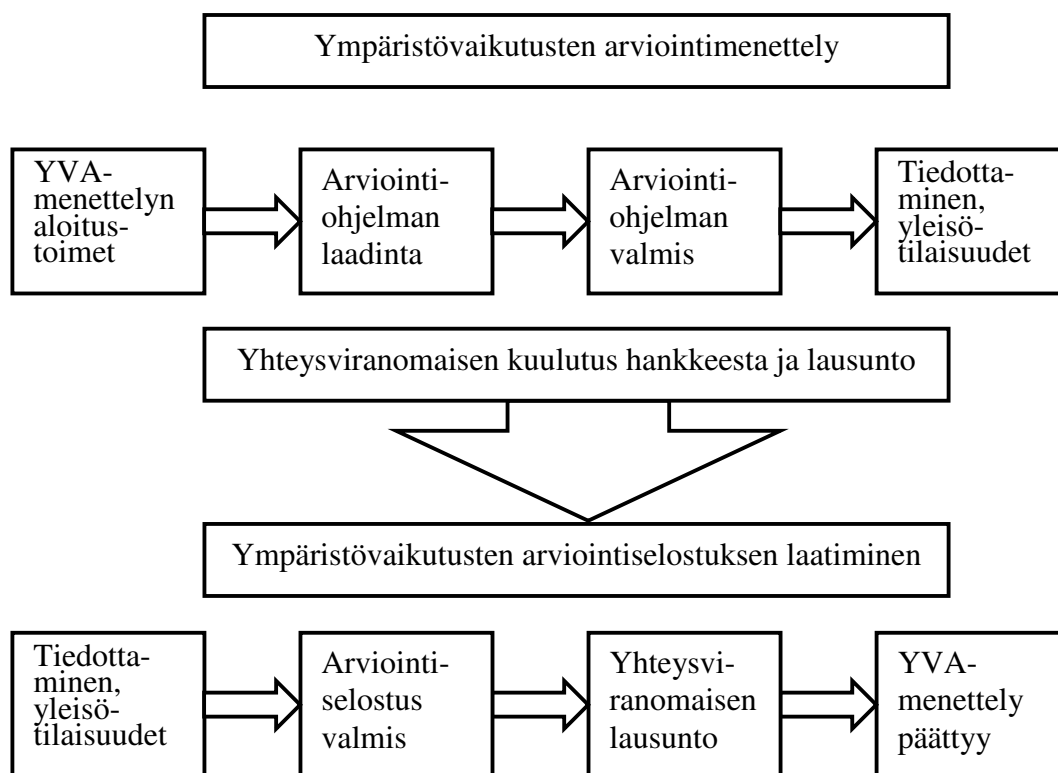 Ympäristövaikutusten arviointimenettely
YVA-
menettelyn
aloitus-
toimet
Arviointi-
ohjelman
laadinta
Arviointi-
ohjelman
valmis
Tiedotta-
minen,
yleisö-
tilaisuudet
Yhteysviranomaisen kuulutus hankkeesta ja lausunto
Ympäristövaikutusten arviointiselostuksen laatiminen
Tiedotta-
minen,
yleisö-
tilaisuudet
Arviointi-
selostus
valmis
Yhteysvi-
ranomaisen
lausunto
YVA-
menettely
päättyy